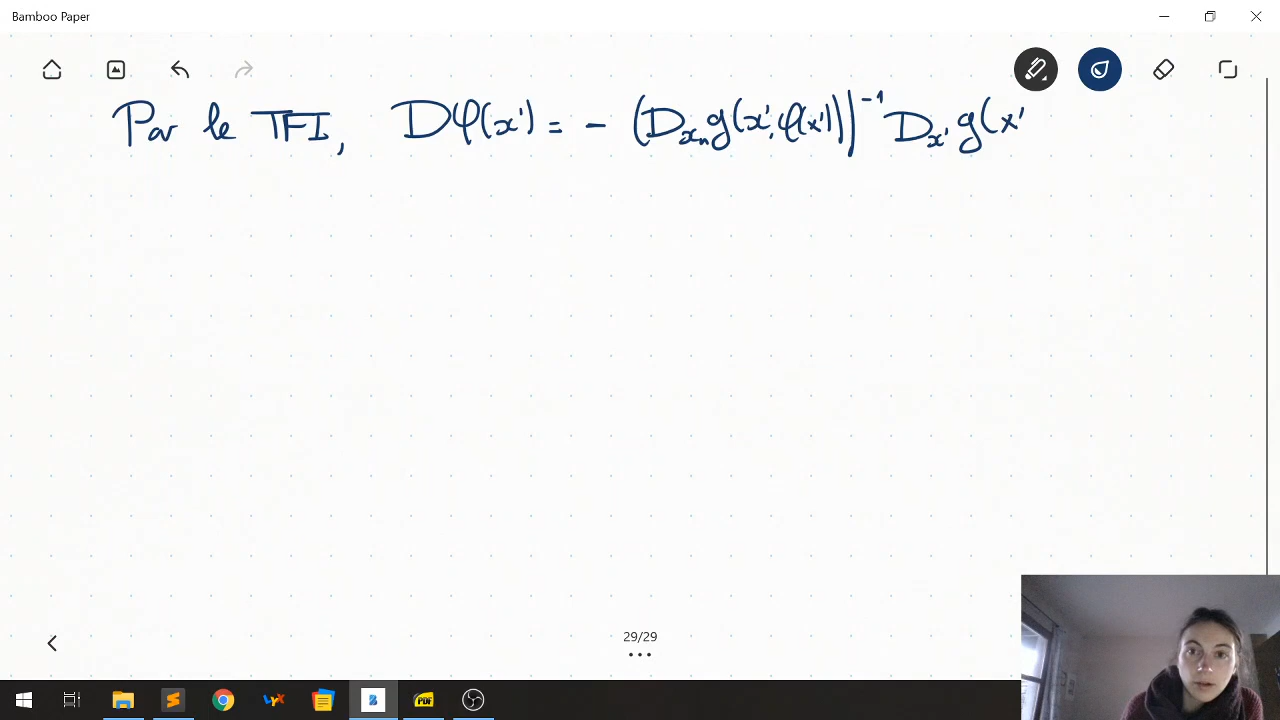 Bamboo Paper
Par le TFI, Dφ(x') = - (D_{x_n} g(x', φ(x')))^{-1} D_{x'} g(x'
29/29